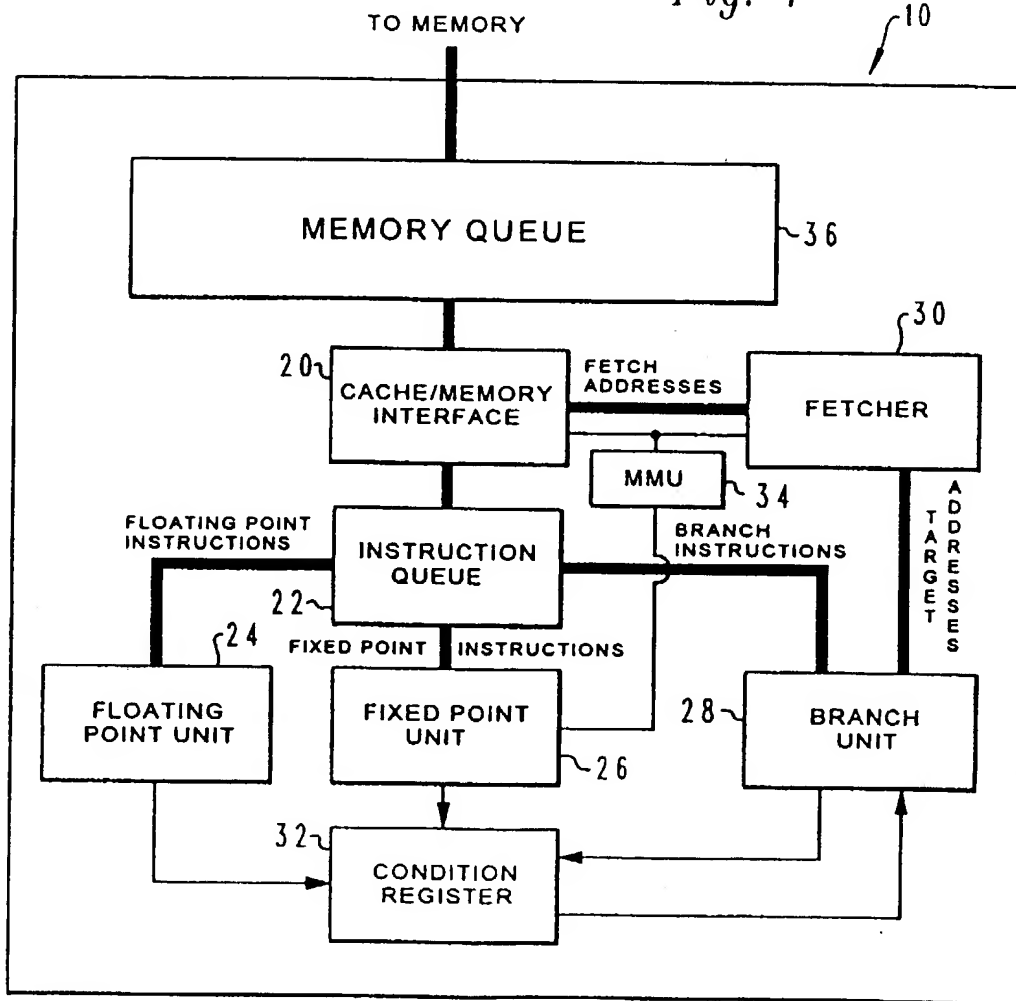 Fig.
TO MEMORY
10
MEMORY QUEUE
36
30
20
CACHE/MEMORY
INTERFACE
FETCH
ADDRESSES
FETCHER
MMU
34
FLOATING POINT
INSTRUCTIONS
INSTRUCTION
QUEUE
BRANCH
INSTRUCTIONS
TARGET
ADDRESSES
22
24
FIXED POINT INSTRUCTIONS
FLOATING
POINT UNIT
FIXED POINT
UNIT
26
28
BRANCH
UNIT
32
CONDITION
REGISTER